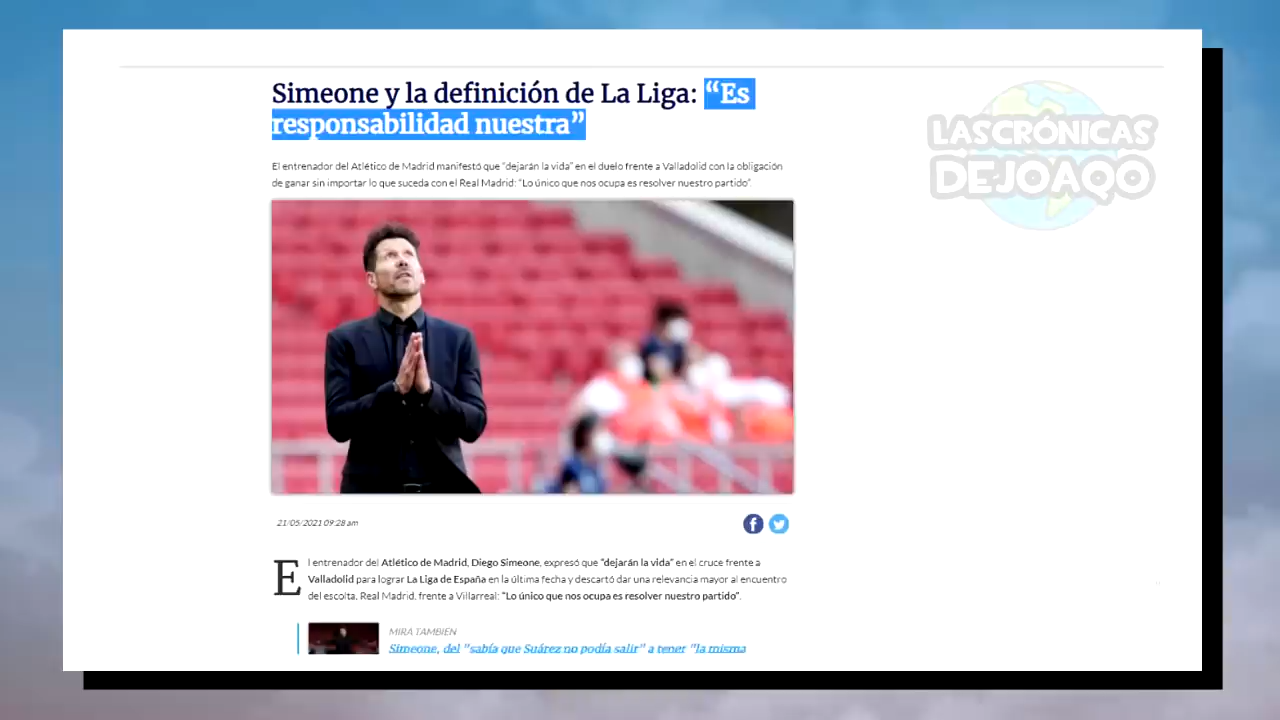 Simeone y la definición de La Liga: “Es
responsabilidad nuestra”
LAS CRÓNICAS
DE JOAQO
El entrenador del Atlético de Madrid manifestó que “dejarán la vida” en el duelo frente a Valladolid con la obligación
de ganar sin importar lo que suceda con el Real Madrid: “Lo único que nos ocupa es resolver nuestro partido”.
21/05/2021 09:28 am
El entrenador del Atlético de Madrid, Diego Simeone, expresó que “dejarán la vida” en el cruce frente a
Valladolid para lograr La Liga de España en la última fecha y descartó dar una relevancia mayor al encuentro
del escolta, Real Madrid, frente a Villarreal: “Lo único que nos ocupa es resolver nuestro partido”.
MIRA TAMBIÉN
Simeone, del "sabía que Suárez no podía salir" a tener "la misma